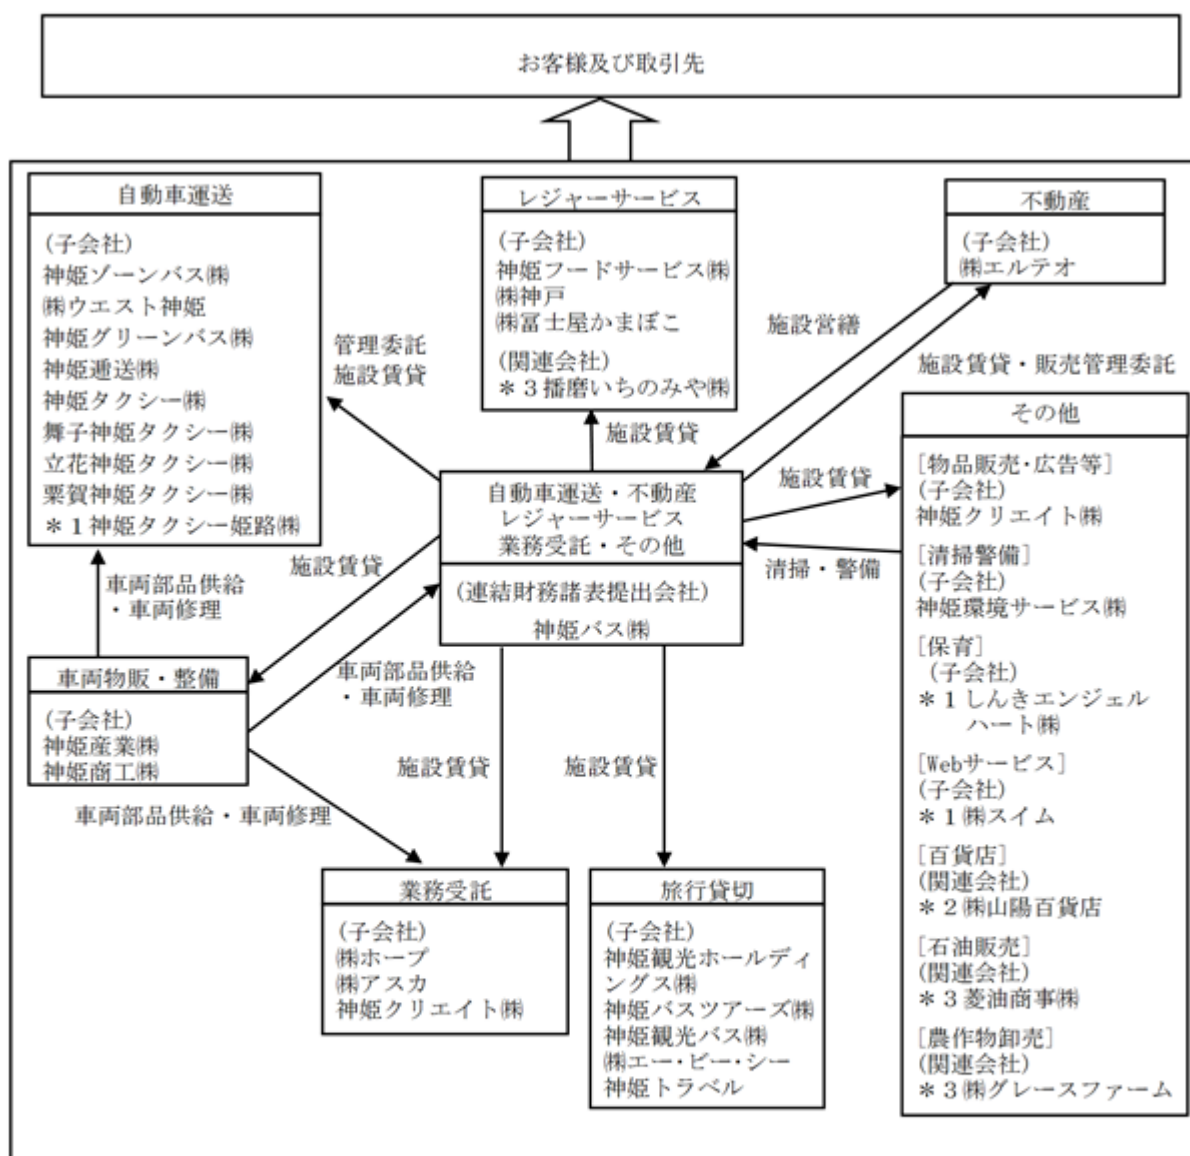 お客様及び取引先
自動車運送
(子会社)
神姫ゾーンバス㈱
㈱ウエスト神姫
神姫グリーンバス㈱
神姫逓送㈱
神姫タクシー㈱
舞子神姫タクシー㈱
立花神姫タクシー㈱
粟賀神姫タクシー㈱
＊1神姫タクシー姫路㈱
管理委託
施設賃貸
レジャーサービス
(子会社)
神姫フードサービス㈱
㈱神戸
㈱冨士屋かまぼこ
(関連会社)
＊3播磨いちのみや㈱
施設賃貸
不動産
(子会社)
㈱エルテオ
施設営繕
施設賃貸・販売管理委託
自動車運送・不動産
レジャーサービス
業務受託・その他
(連結財務諸表提出会社)
神姫バス㈱
施設賃貸
清掃・警備
その他
[物品販売･広告等]
(子会社)
神姫クリエイト㈱
[清掃警備]
(子会社)
神姫環境サービス㈱
[保育]
(子会社)
＊1しんきエンジェル
ハート㈱
[Webサービス]
(子会社)
＊1㈱スイム
[百貨店]
(関連会社)
＊2㈱山陽百貨店
[石油販売]
(関連会社)
＊3菱油商事㈱
[農作物卸売]
(関連会社)
＊3㈱グレースファーム
車両部品供給
・車両修理
施設賃貸
車両物販・整備
(子会社)
神姫産業㈱
神姫商工㈱
車両部品供給
・車両修理
車両部品供給・車両修理
施設賃貸
施設賃貸
業務受託
(子会社)
㈱ホープ
㈱アスカ
神姫クリエイト㈱
旅行貸切
(子会社)
神姫観光ホールディ
ングス㈱
神姫バスツアーズ㈱
神姫観光バス㈱
㈱エー･ビー･シー
神姫トラベル